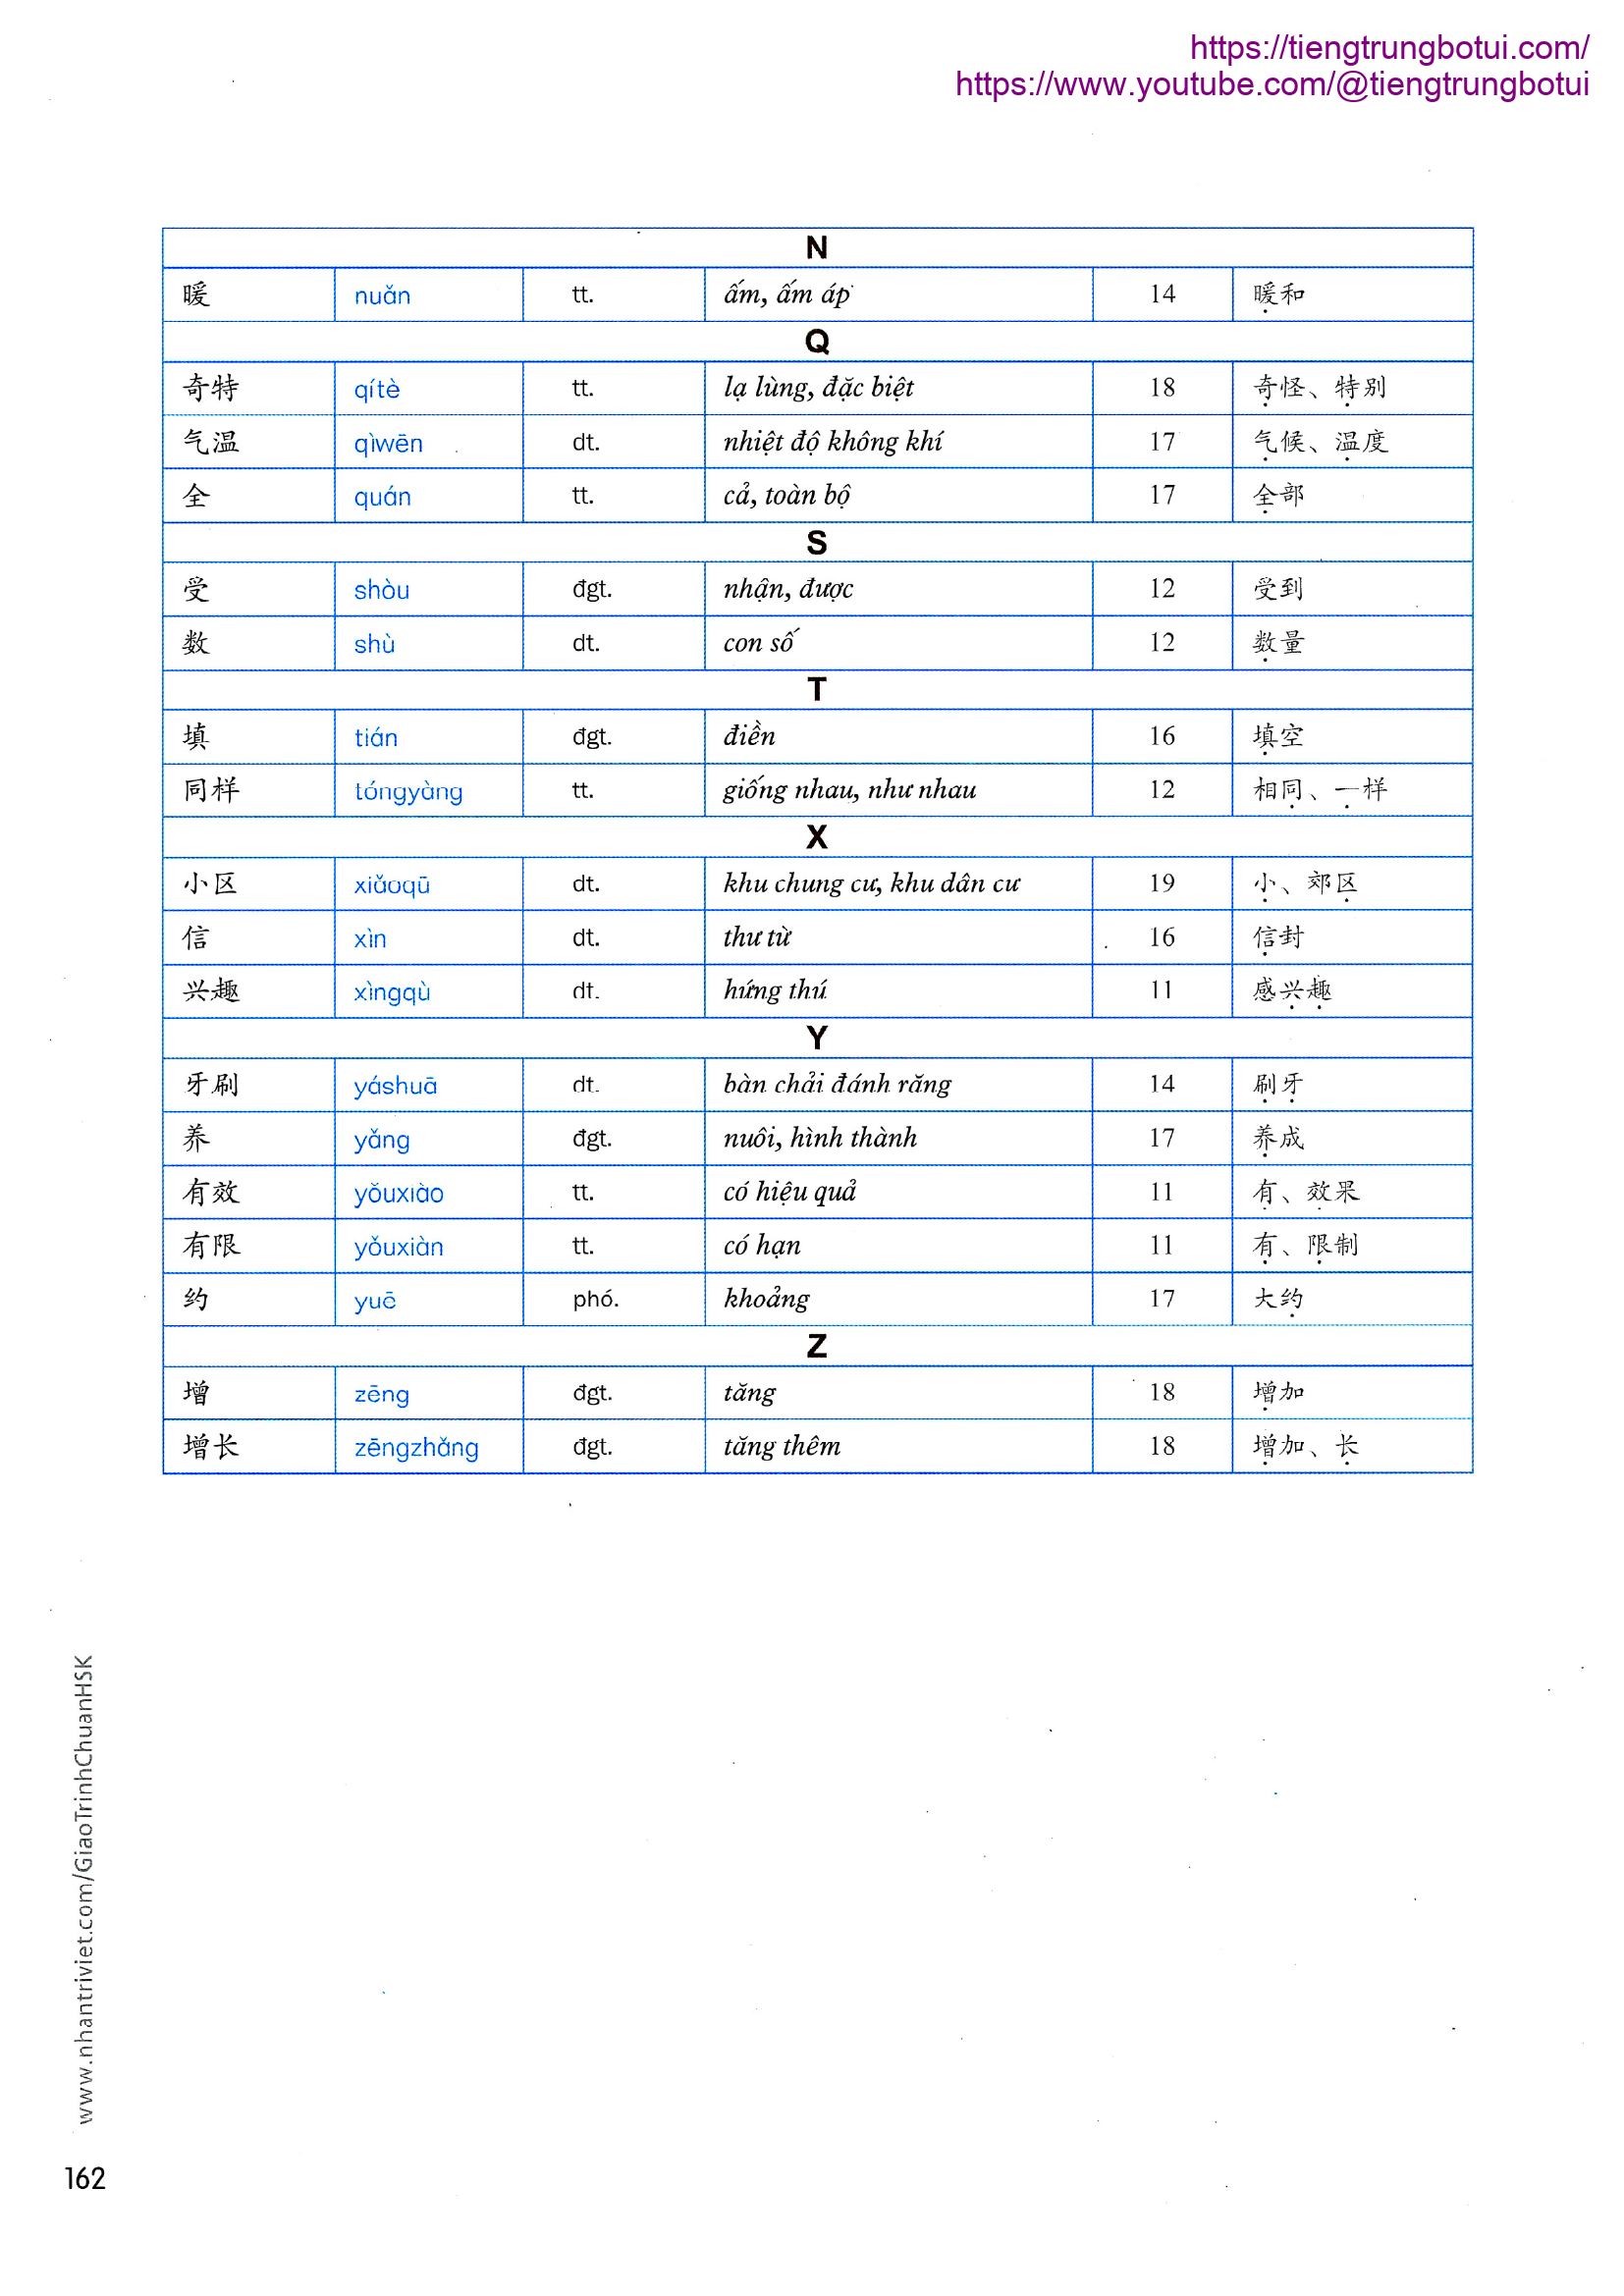 https://tiengtrungbotui.com/
https://www.youtube.com/@tiengtrungbotui
N
暖 nuǎn tt. ấm, ấm áp 14 暖和
Q
奇特 qítè tt. lạ lùng, đặc biệt 18 奇怪、特别
气温 qìwēn dt. nhiệt độ không khí 17 气候、温度
全 quán tt. cả, toàn bộ 17 全部
S
受 shòu đgt. nhận, được 12 受到
数 shù dt. con số 12 数量
T
填 tián đgt. điền 16 填空
同样 tóngyàng tt. giống nhau, như nhau 12 相同、一样
X
小区 xiǎoqū dt. khu chung cư, khu dân cư 19 小、郊区
信 xìn dt. thư từ 16 信封
兴趣 xìngqù dt. hứng thú 11 感兴趣
Y
牙刷 yáshuā dt. bàn chải đánh răng 14 刷牙
养 yǎng đgt. nuôi, hình thành 17 养成
有效 yǒuxiào tt. có hiệu quả 11 有、效果
有限 yǒuxiàn tt. có hạn 11 有、限制
约 yuē phó. khoảng 17 大约
Z
增 zēng đgt. tăng 18 增加
增长 zēngzhǎng đgt. tăng thêm 18 增加、长
www.nhantriviet.com/GiaoTrinhChuanHSK
162